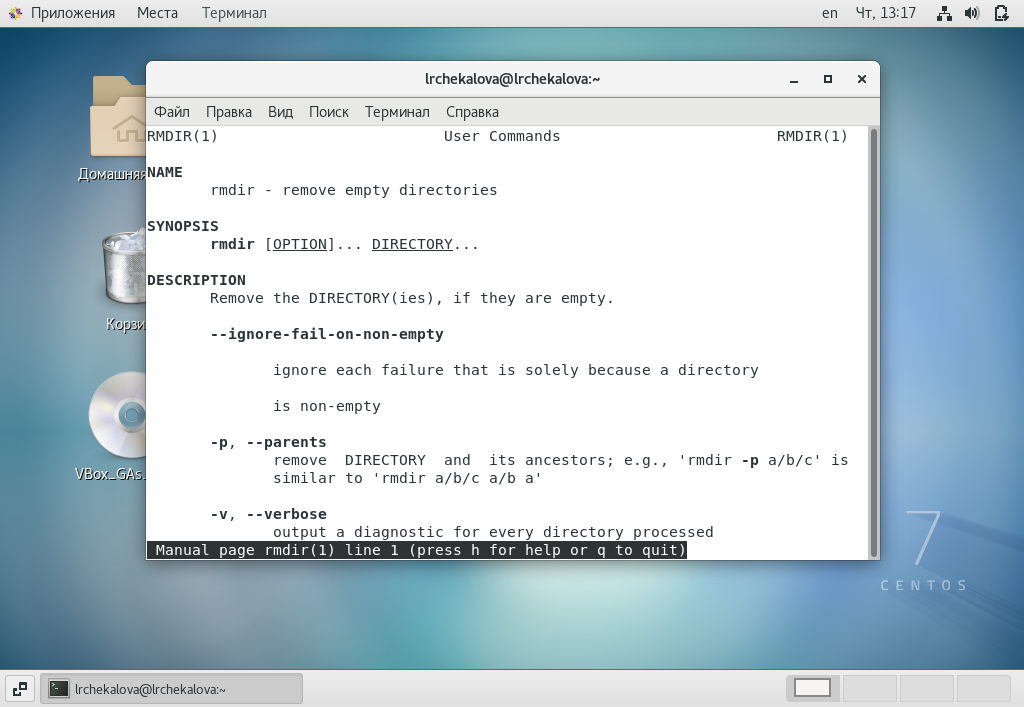 Приложения Места Терминал en Чт, 13:17
lrchekalova@lrchekalova:~
Файл Правка Вид Поиск Терминал Справка
RMDIR(1) User Commands RMDIR(1)
NAME
rmdir - remove empty directories
SYNOPSIS
rmdir [OPTION]... DIRECTORY...
DESCRIPTION
Remove the DIRECTORY(ies), if they are empty.
--ignore-fail-on-non-empty
ignore each failure that is solely because a directory
is non-empty
-p, --parents
remove DIRECTORY and its ancestors; e.g., 'rmdir -p a/b/c' is
similar to 'rmdir a/b/c a/b a'
-v, --verbose
output a diagnostic for every directory processed
Manual page rmdir(1) line 1 (press h for help or q to quit)
Домашняя
Корзи
VBox_GAs_
7
CENTOS
lrchekalova@lrchekalova:~